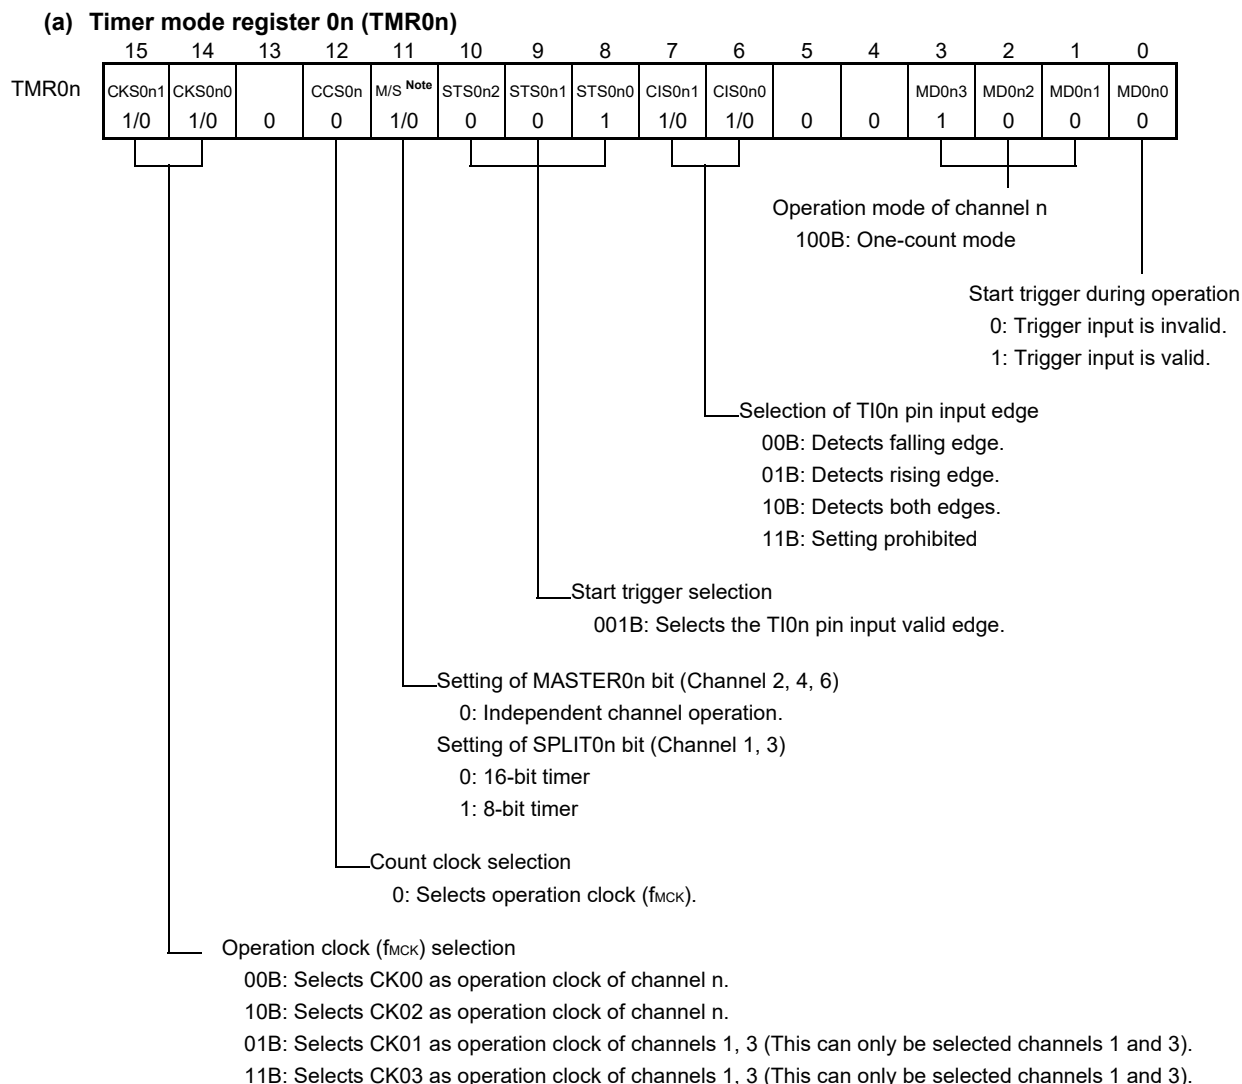 (a) Timer mode register 0n (TMR0n)
15 14 13 12 11 10 9 8 7 6 5 4 3 2 1 0
TMR0n CKS0n1 CKS0n0 CCS0n M/S Note STS0n2 STS0n1 STS0n0 CIS0n1 CIS0n0 MD0n3 MD0n2 MD0n1 MD0n0
1/0 1/0 0 0 1/0 0 0 1 1/0 1/0 0 0 1 0 0 0
Operation mode of channel n
100B: One-count mode
Start trigger during operation
0: Trigger input is invalid.
1: Trigger input is valid.
Selection of TI0n pin input edge
00B: Detects falling edge.
01B: Detects rising edge.
10B: Detects both edges.
11B: Setting prohibited
Start trigger selection
001B: Selects the TI0n pin input valid edge.
Setting of MASTER0n bit (Channel 2, 4, 6)
0: Independent channel operation.
Setting of SPLIT0n bit (Channel 1, 3)
0: 16-bit timer
1: 8-bit timer
Count clock selection
0: Selects operation clock (fMCK).
Operation clock (fMCK) selection
00B: Selects CK00 as operation clock of channel n.
10B: Selects CK02 as operation clock of channel n.
01B: Selects CK01 as operation clock of channels 1, 3 (This can only be selected channels 1 and 3).
11B: Selects CK03 as operation clock of channels 1, 3 (This can only be selected channels 1 and 3).